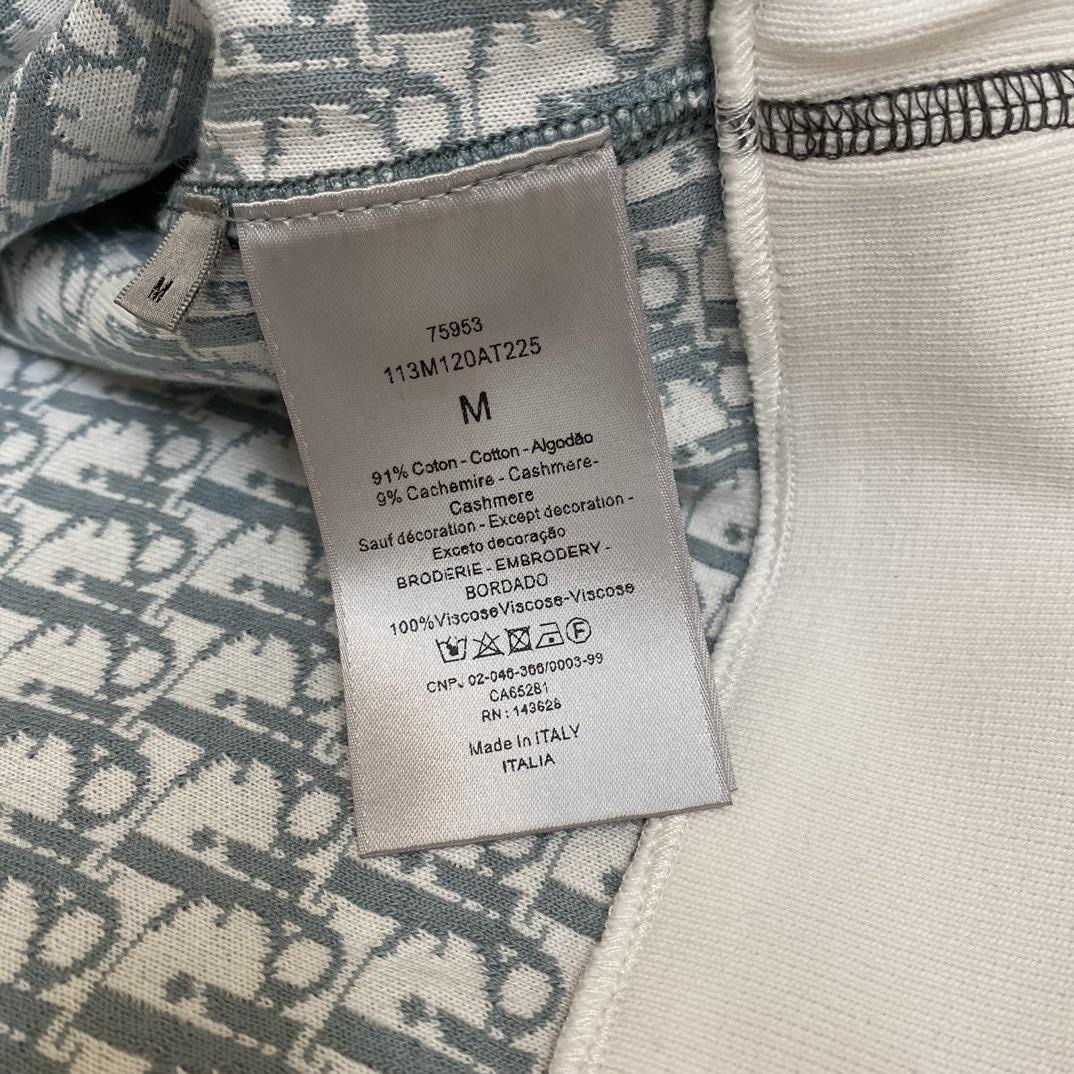 M
75953
113M120AT225
M
91% Coton - Cotton - Algodão
9% Cachemire - Cashmere-
Cashmere
Sauf décoration - Except decoration -
Exceto decoração
BRODERIE - EMBRODERY -
BORDADO
100%ViscoseViscose-Viscose
F
CNPJ 02-046-366/0003-99
CA65281
RN : 143628
Made In ITALY
ITALIA